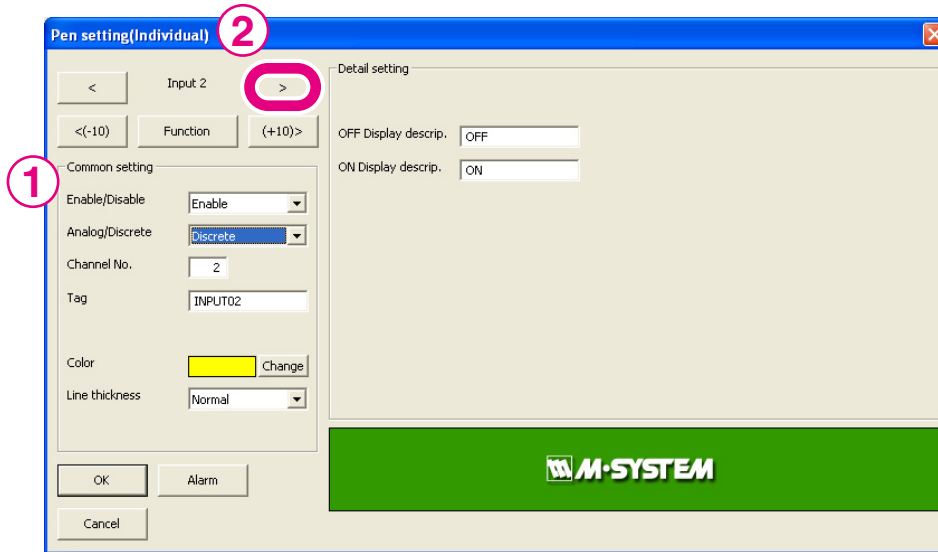 Pen setting(Individual)
2
< Input 2 >
<(-10) Function (+10)>
1
Common setting
Enable/Disable Enable
Analog/Discrete Discrete
Channel No. 2
Tag INPUT02
Color Change
Line thickness Normal
OK Alarm
Cancel
Detail setting
OFF Display descrip. OFF
ON Display descrip. ON
M-SYSTEM